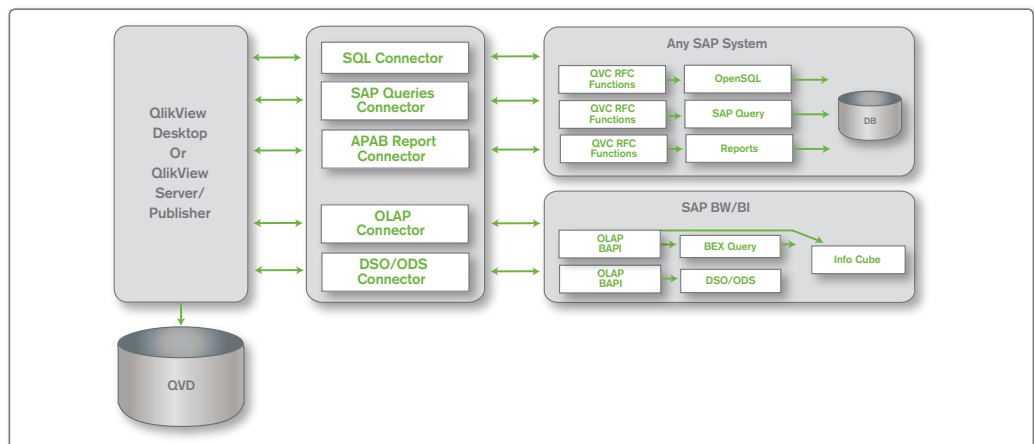 QlikView
Desktop
Or
QlikView
Server/
Publisher
QVD
SQL Connector
SAP Queries
Connector
APAB Report
Connector
OLAP
Connector
DSO/ODS
Connector
Any SAP System
QVC RFC
Functions
OpenSQL
QVC RFC
Functions
SAP Query
QVC RFC
Functions
Reports
DB
SAP BW/BI
OLAP
BAPI
BEX Query
Info Cube
OLAP
BAPI
DSO/ODS